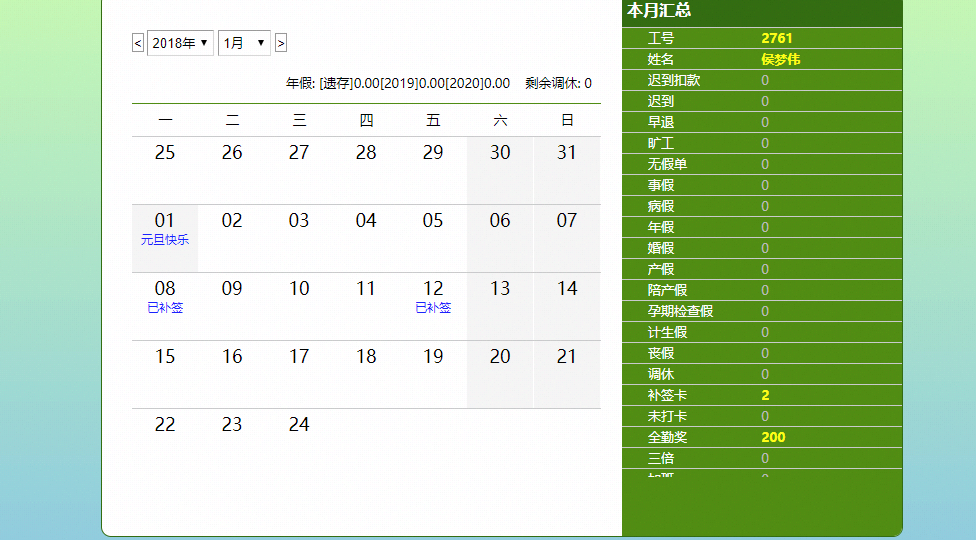 < 2018年 1月 >
年假: [遗存]0.00[2019]0.00[2020]0.00 剩余调休: 0
一 二 三 四 五 六 日
25 26 27 28 29 30 31
01 02 03 04 05 06 07
元旦快乐
08 09 10 11 12 13 14
已补签 已补签
15 16 17 18 19 20 21
22 23 24
本月汇总
工号 2761
姓名 侯梦伟
迟到扣款 0
迟到 0
早退 0
旷工 0
无假单 0
事假 0
病假 0
年假 0
婚假 0
产假 0
陪产假 0
孕期检查假 0
计生假 0
丧假 0
调休 0
补签卡 2
未打卡 0
全勤奖 200
三倍 0